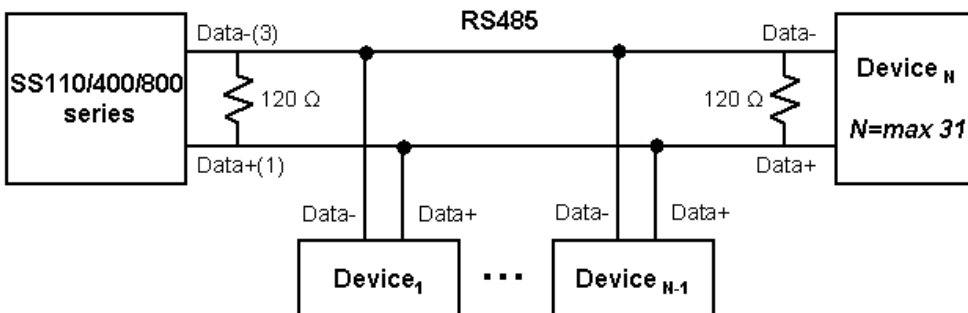 RS485
Data-(3)
Data-
SS110/400/800
series
120 Ω
120 Ω
Device N
N=max 31
Data+(1)
Data+
Data-
Data+
Data-
Data+
Device1
...
Device N-1